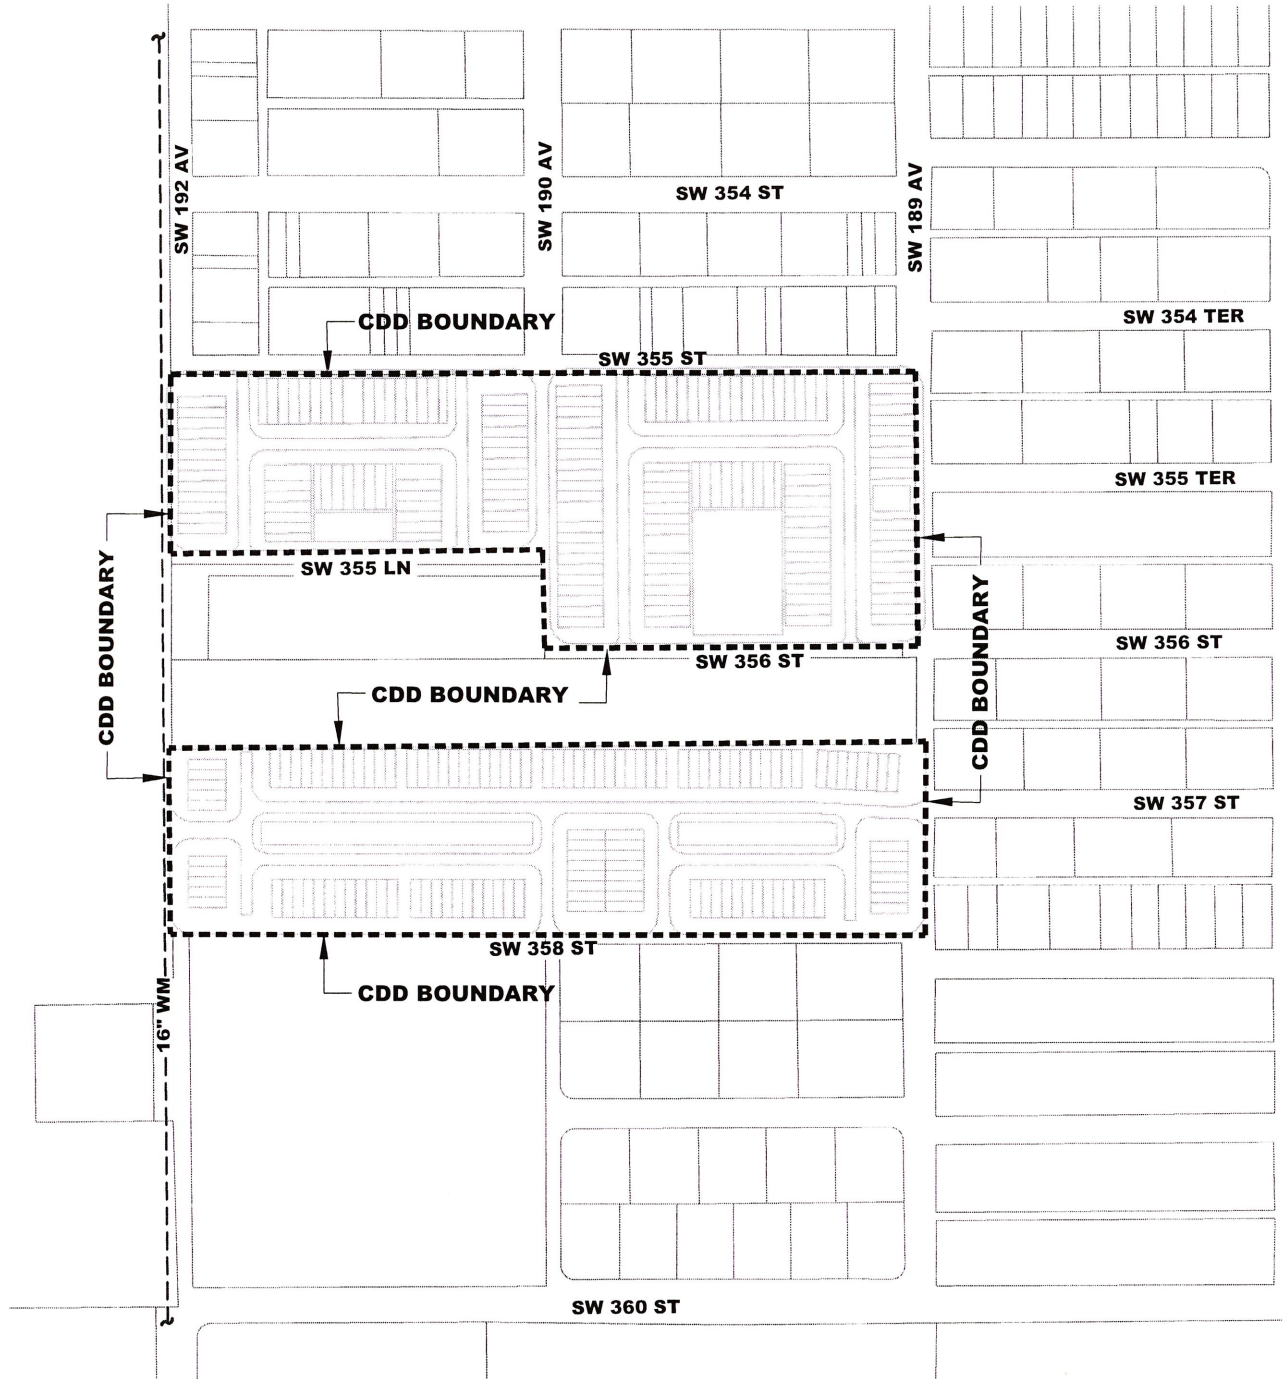 SW 192 AV
SW 190 AV
SW 354 ST
SW 189 AV
SW 354 TER
CDD BOUNDARY
SW 355 ST
SW 355 TER
CDD BOUNDARY
SW 355 LN
CDD BOUNDARY
SW 356 ST
SW 356 ST
CDD BOUNDARY
SW 357 ST
SW 358 ST
CDD BOUNDARY
16" WM
SW 360 ST